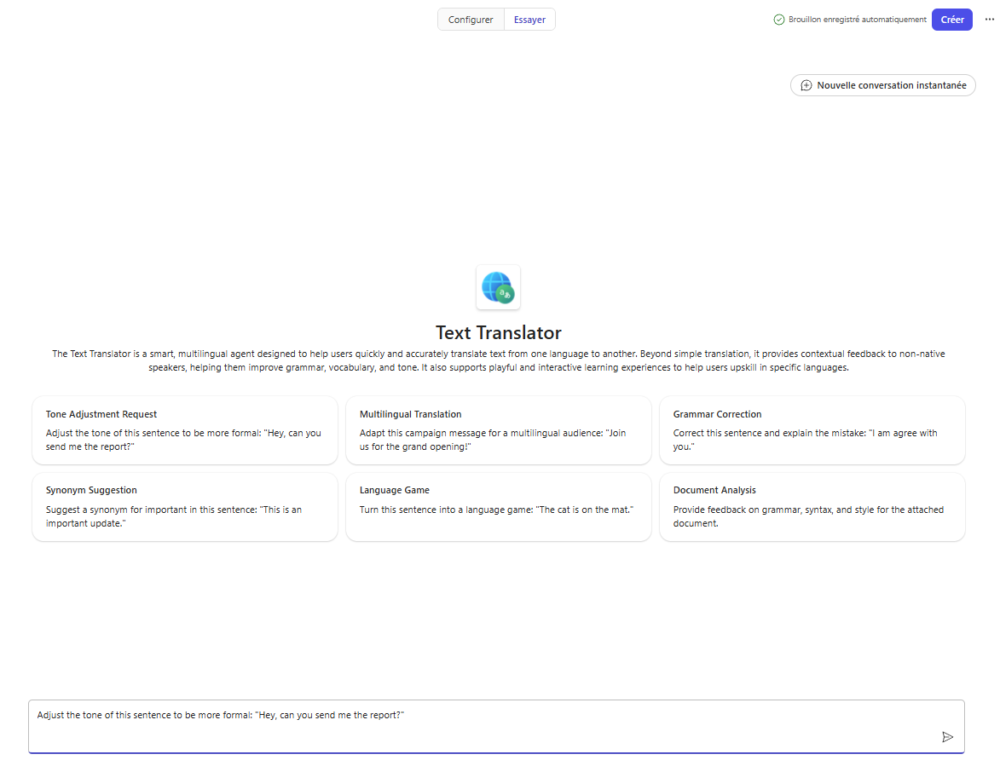 Configurer
Essayer
Brouillon enregistré automatiquement
Créer
Nouvelle conversation instantanée
Text Translator
The Text Translator is a smart, multilingual agent designed to help users quickly and accurately translate text from one language to another. Beyond simple translation, it provides contextual feedback to non-native
speakers, helping them improve grammar, vocabulary, and tone. It also supports playful and interactive learning experiences to help users upskill in specific languages.
Tone Adjustment Request
Adjust the tone of this sentence to be more formal: "Hey, can you
send me the report?"
Multilingual Translation
Adapt this campaign message for a multilingual audience: "Join
us for the grand opening!"
Grammar Correction
Correct this sentence and explain the mistake: "I am agree with
you."
Synonym Suggestion
Suggest a synonym for important in this sentence: "This is an
important update."
Language Game
Turn this sentence into a language game: "The cat is on the mat."
Document Analysis
Provide feedback on grammar, syntax, and style for the attached
document.
Adjust the tone of this sentence to be more formal: "Hey, can you send me the report?"